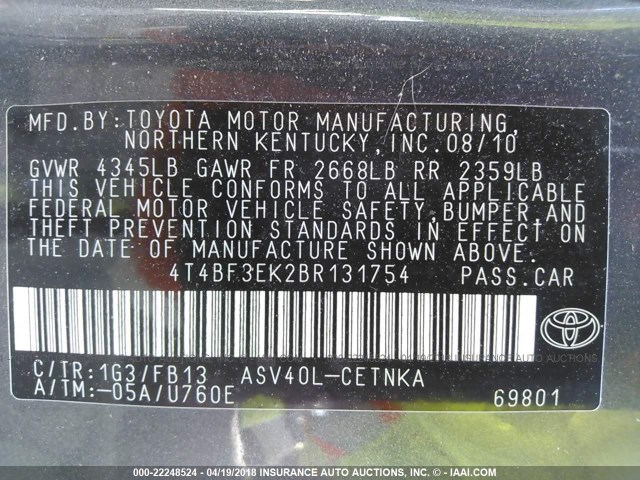 MFD. BY: TOYOTA MOTOR MANUFACTURING,
NORTHERN KENTUCKY, INC. 08/10
GVWR 4345LB GAWR FR 2668LB RR 2359LB
THIS VEHICLE CONFORMS TO ALL APPLICABLE
FEDERAL MOTOR VEHICLE SAFETY, BUMPER, AND
THEFT PREVENTION STANDARDS IN EFFECT ON
THE DATE OF MANUFACTURE SHOWN ABOVE.
4T4BF3EK2BR131754 PASS. CAR
C/TR: 1G3/FB13 ASV40L-CETNKA
A/TM: -05A/U760E 69801
000-22248524 - 04/19/2018 - INSURANCE AUTO AUCTIONS, INC. - IAAI.COM